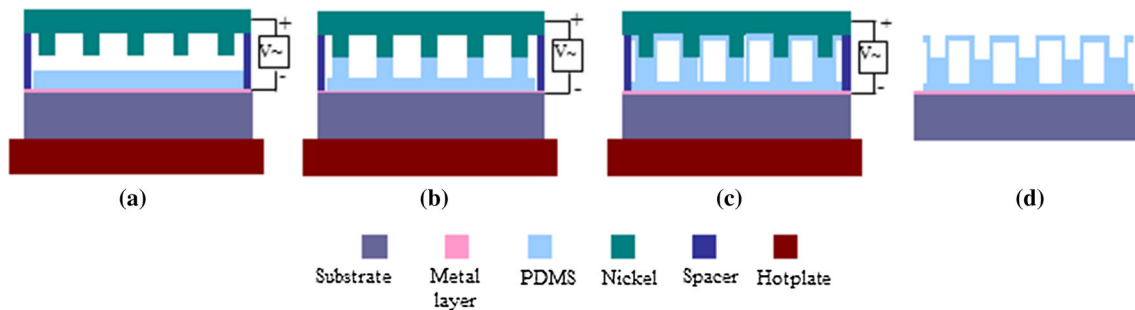 +
V~
-
+
V~
-
+
V~
-
(a)
(b)
(c)
(d)
Substrate
Metal
layer
PDMS
Nickel
Spacer
Hotplate